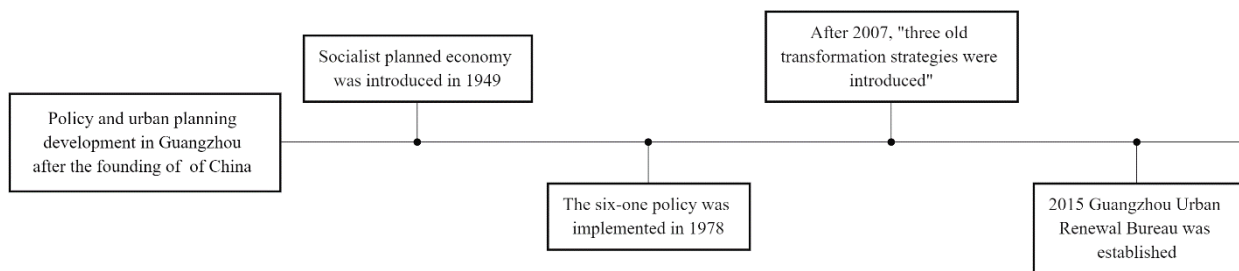 Policy and urban planning
development in Guangzhou
after the founding of of China
Socialist planned economy
was introduced in 1949
The six-one policy was
implemented in 1978
After 2007, "three old
transformation strategies were
introduced"
2015 Guangzhou Urban
Renewal Bureau was
established